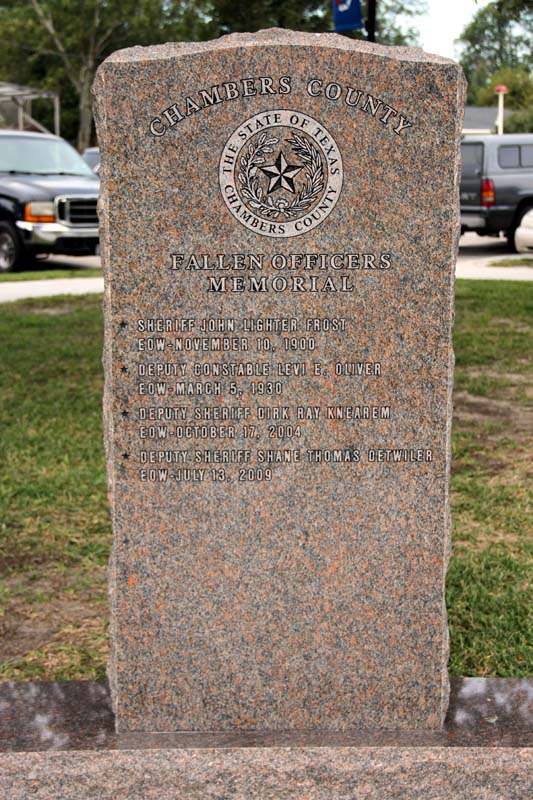 CHAMBERS COUNTY
THE STATE OF TEXAS
CHAMBERS COUNTY
FALLEN OFFICERS
MEMORIAL
★ SHERIFF JOHN LIGHTER FROST
EOW-NOVEMBER 10, 1900
★ DEPUTY CONSTABLE LEVI E. OLIVER
EOW-MARCH 5, 1930
★ DEPUTY SHERIFF DIRK RAY KNEAREM
EOW-OCTOBER 17, 2004
★ DEPUTY SHERIFF SHANE THOMAS DETWILER
EOW-JULY 13, 2009